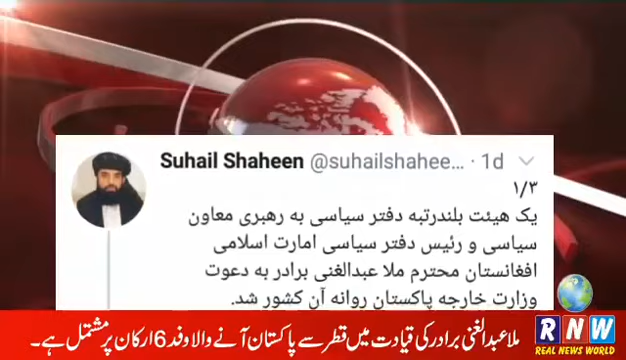 Suhail Shaheen @suhailshahee... · 1d
۱/۳
یک هیئت بلندرتبه دفتر سیاسی به رهبری معاون
سیاسی و رئیس دفتر سیاسی امارت اسلامی
افغانستان محترم ملا عبدالغنی برادر به دعوت
وزارت خارجه پاکستان روانه آن کشور شد.
ملا عبدالغنی برادر کی قیادت میں قطر سے پاکستان آنے والا وفد 6 ارکان پر مشتمل ہے۔
RNW
REAL NEWS WORLD